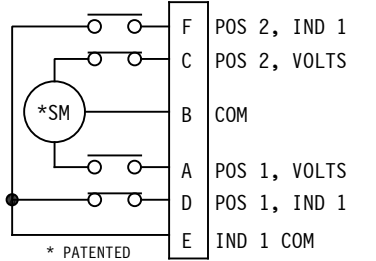 F POS 2, IND 1
C POS 2, VOLTS
*SM B COM
A POS 1, VOLTS
D POS 1, IND 1
E IND 1 COM
* PATENTED